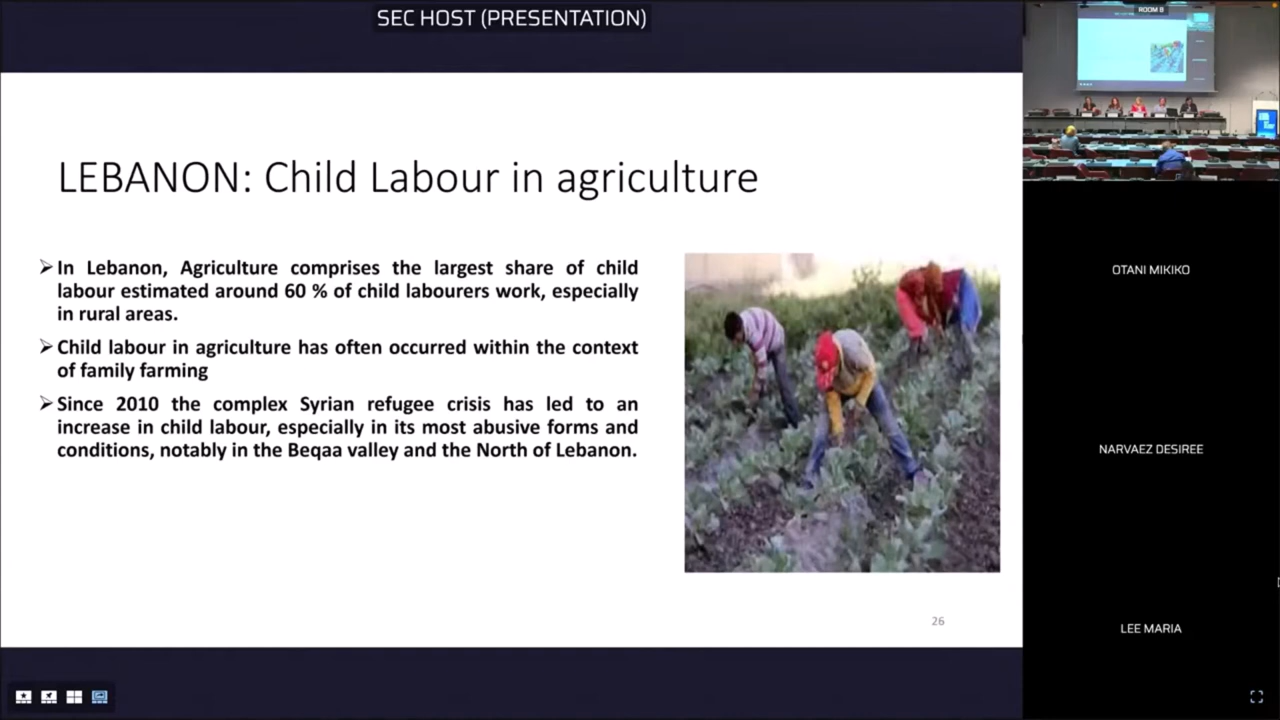 SEC HOST (PRESENTATION)
ROOM B
LEBANON: Child Labour in agriculture
➢ In Lebanon, Agriculture comprises the largest share of child
labour estimated around 60 % of child labourers work, especially
in rural areas.
➢ Child labour in agriculture has often occurred within the context
of family farming
➢ Since 2010 the complex Syrian refugee crisis has led to an
increase in child labour, especially in its most abusive forms and
conditions, notably in the Beqaa valley and the North of Lebanon.
26
OTANI MIKIKO
NARVAEZ DESIREE
LEE MARIA